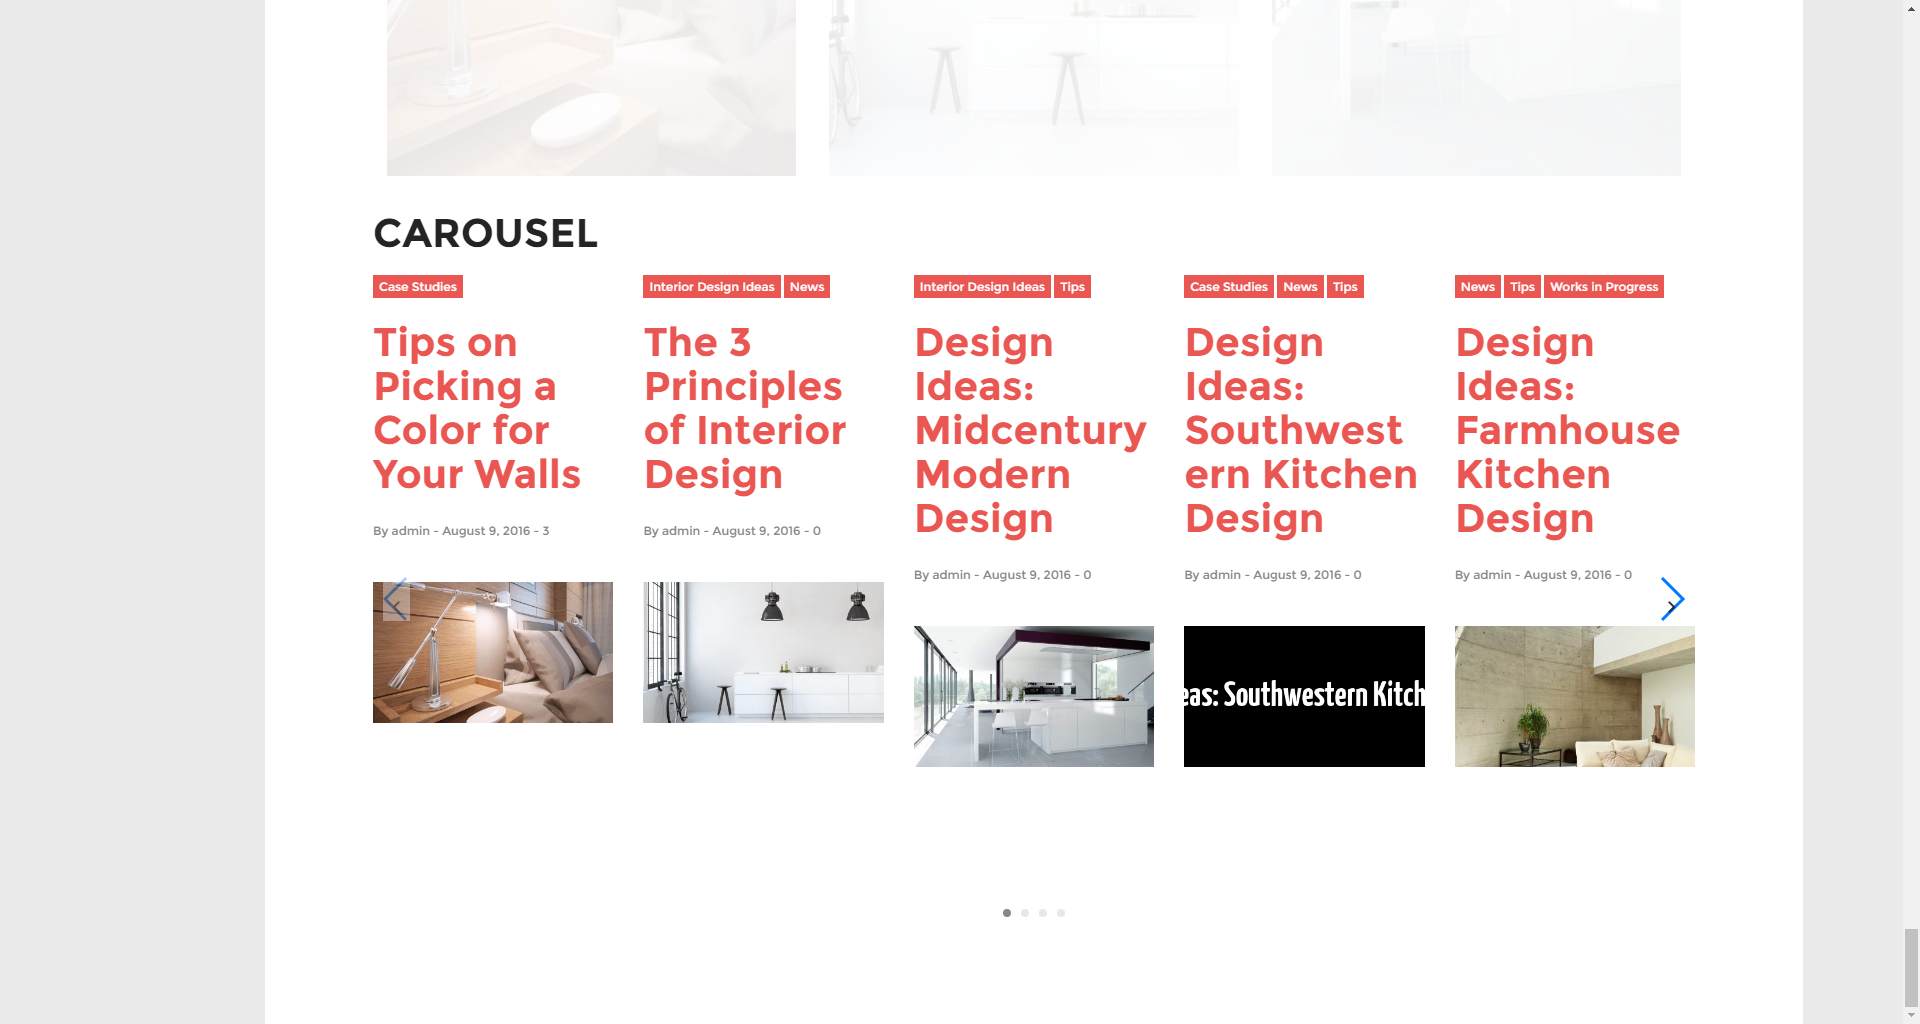 CAROUSEL
Case Studies
Tips on
Picking a
Color for
Your Walls
By admin - August 9, 2016 - 3
Interior Design Ideas News
The 3
Principles
of Interior
Design
By admin - August 9, 2016 - 0
Interior Design Ideas Tips
Design
Ideas:
Midcentury
Modern
Design
By admin - August 9, 2016 - 0
Case Studies News Tips
Design
Ideas:
Southwest
ern Kitchen
Design
By admin - August 9, 2016 - 0
eas: Southwestern Kitch
News Tips Works in Progress
Design
Ideas:
Farmhouse
Kitchen
Design
By admin - August 9, 2016 - 0